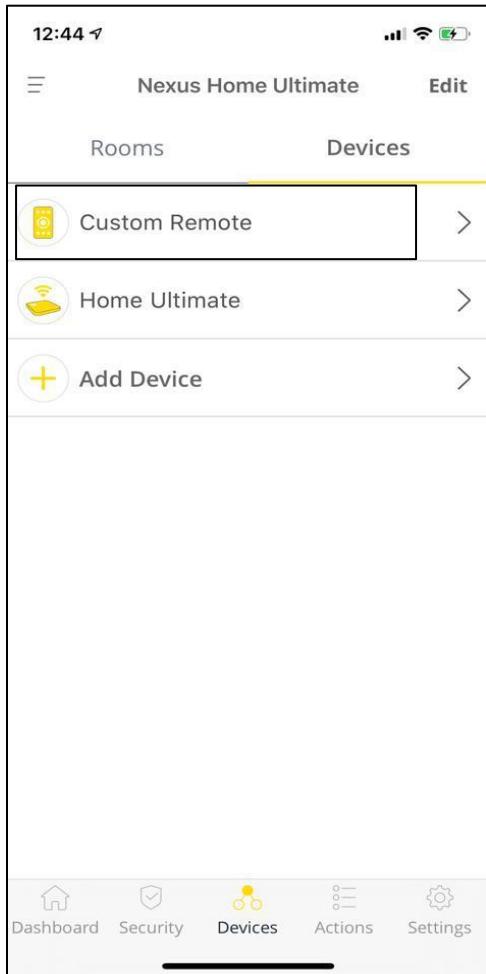 12:44
Nexus Home Ultimate Edit
Rooms Devices
Custom Remote
Home Ultimate
Add Device
Dashboard Security Devices Actions Settings